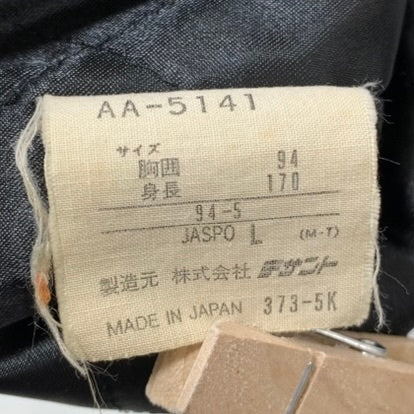 AA-5141
サイズ
胸囲 94
身長 170
94-5
JASPO L (M-T)
製造元 株式会社 デサント
MADE IN JAPAN 373-5K